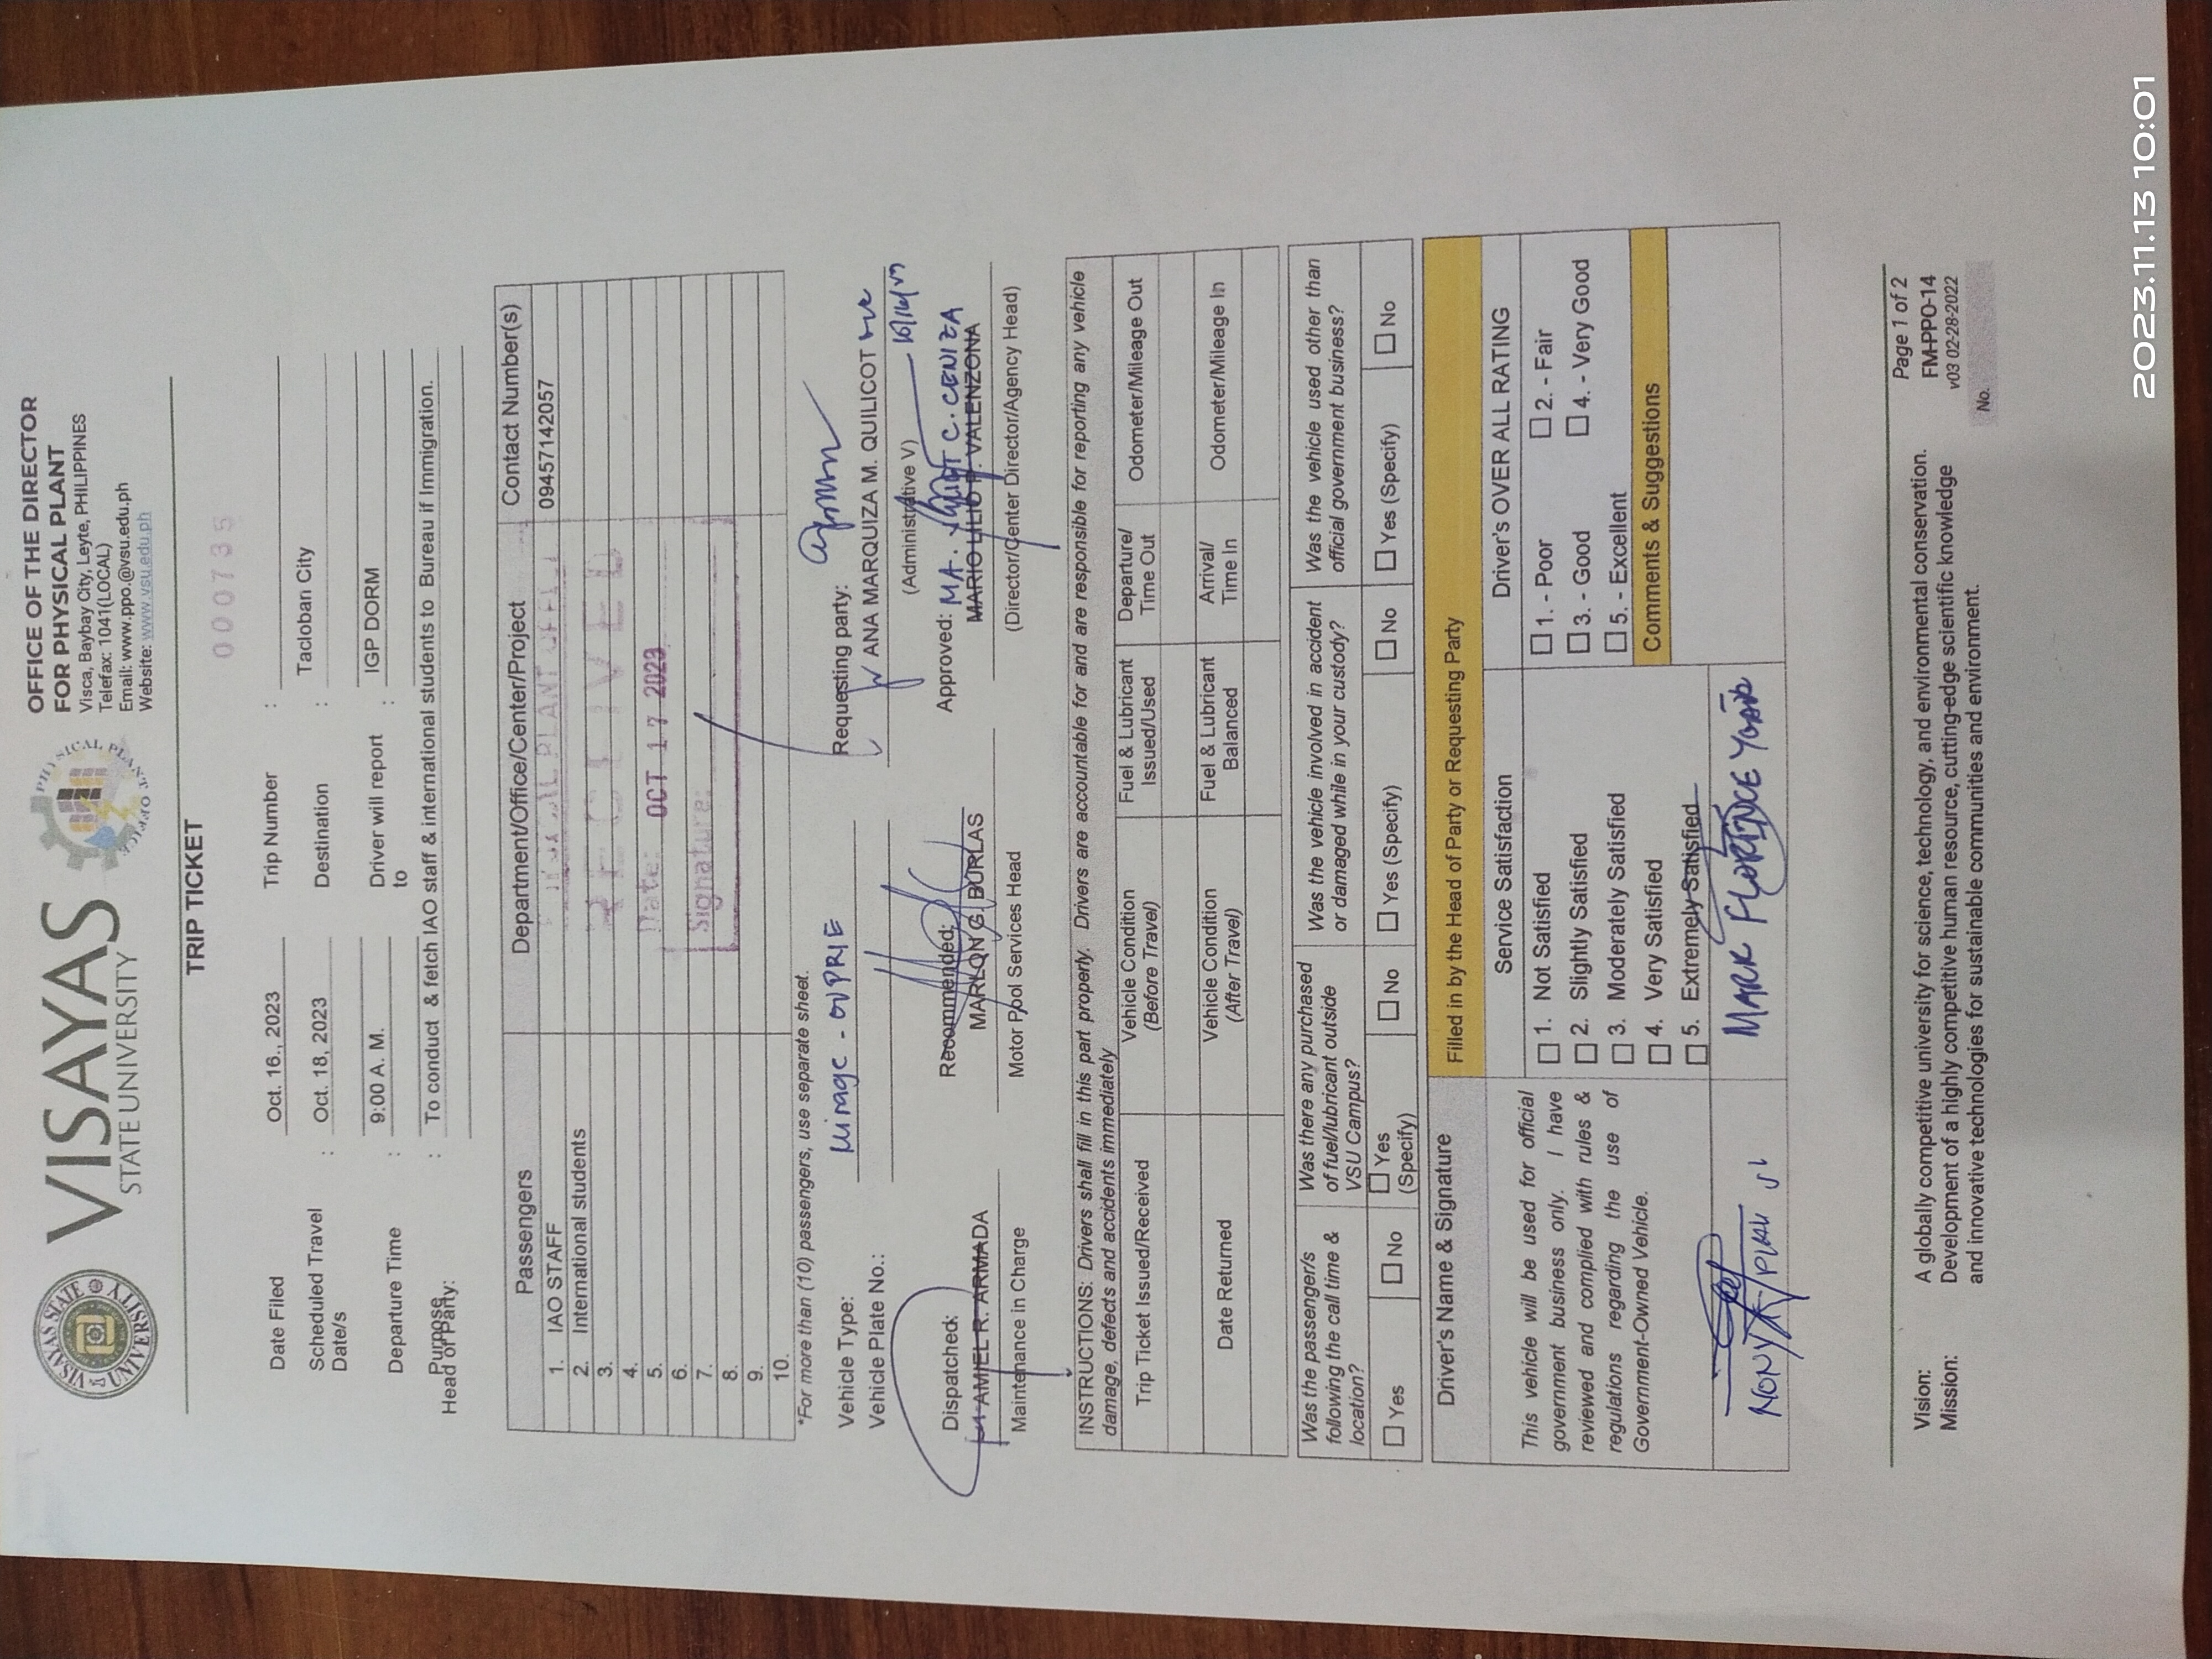 VISAYAS
STATE UNIVERSITY
VISAYAS STATE UNIVERSITY
PHYSICAL PLANT OFFICE
OFFICE OF THE DIRECTOR
FOR PHYSICAL PLANT
Visca, Baybay City, Leyte, PHILIPPINES
Telefax: 1041(LOCAL)
Email: www.ppo.@vsu.edu.ph
Website: www.vsu.edu.ph
TRIP TICKET
000735
Date Filed Oct. 16., 2023 Trip Number :
Scheduled Travel Date/s : Oct. 18, 2023 Destination : Tacloban City
Departure Time : 9:00 A. M. Driver will report to : IGP DORM
Purpose : To conduct & fetch IAO staff & international students to Bureau if Immigration.
Head of Party:
Passengers Department/Office/Center/Project Contact Number(s)
1. IAO STAFF 09457142057
2. International students
3.
4.
5.
6.
7.
8.
9.
10.
PHYSICAL PLANT OFFICE
RECEIVED
Date: OCT 17 2023
Signature:
*For more than (10) passengers, use separate sheet.
Vehicle Type: Mirage - OVPRIE
Vehicle Plate No.:
Requesting party:
ANA MARQUIZA M. QUILICOT
(Administrative V)
Dispatched:
AMIEL R. ARMADA
Maintenance in Charge
Recommended:
MARLON G. BURLAS
Motor Pool Services Head
Approved: MA. C. CENIZA
MARIO LILIO P. VALENZONA
(Director/Center Director/Agency Head)
INSTRUCTIONS: Drivers shall fill in this part properly. Drivers are accountable for and are responsible for reporting any vehicle
damage, defects and accidents immediately
Trip Ticket Issued/Received Vehicle Condition (Before Travel) Fuel & Lubricant Issued/Used Departure/ Time Out Odometer/Mileage Out
Date Returned Vehicle Condition (After Travel) Fuel & Lubricant Balanced Arrival/ Time In Odometer/Mileage In
Was the passenger/s following the call time & location?
☐ Yes ☐ No
Was there any purchased of fuel/lubricant outside VSU Campus?
☐ Yes (Specify) ☐ No
Was the vehicle involved in accident or damaged while in your custody?
☐ Yes (Specify) ☐ No
Was the vehicle used other than official government business?
☐ Yes (Specify) ☐ No
Driver's Name & Signature
Filled in by the Head of Party or Requesting Party
This vehicle will be used for official
government business only. I have
reviewed and complied with rules &
regulations regarding the use of
Government-Owned Vehicle.
Service Satisfaction
☐ 1. Not Satisfied
☐ 2. Slightly Satisfied
☐ 3. Moderately Satisfied
☐ 4. Very Satisfied
☐ 5. Extremely Satisfied
Driver's OVER ALL RATING
☐ 1. - Poor ☐ 2. - Fair
☐ 3. - Good ☐ 4. - Very Good
☐ 5. - Excellent
Comments & Suggestions
MARK
Vision: A globally competitive university for science, technology, and environmental conservation.
Mission: Development of a highly competitive human resource, cutting-edge scientific knowledge
and innovative technologies for sustainable communities and environment.
Page 1 of 2
FM-PPO-14
v03 02-28-2022
No.
2023.11.13 10:01